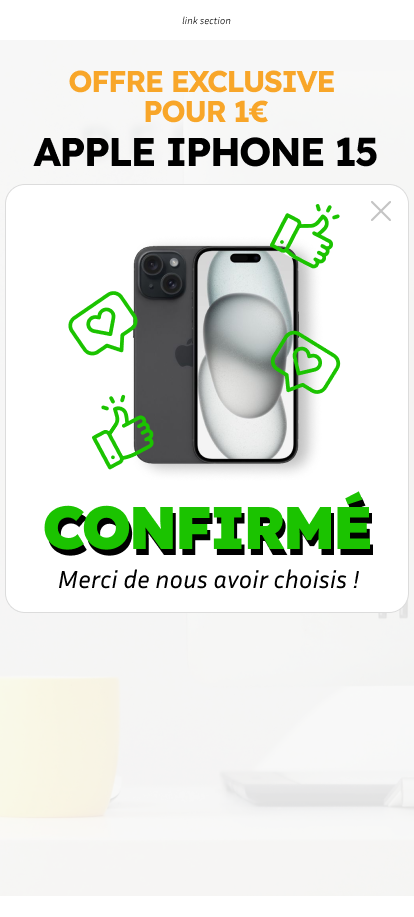 link section
OFFRE EXCLUSIVE
POUR 1€
APPLE IPHONE 15
CONFIRMÉ
Merci de nous avoir choisis !